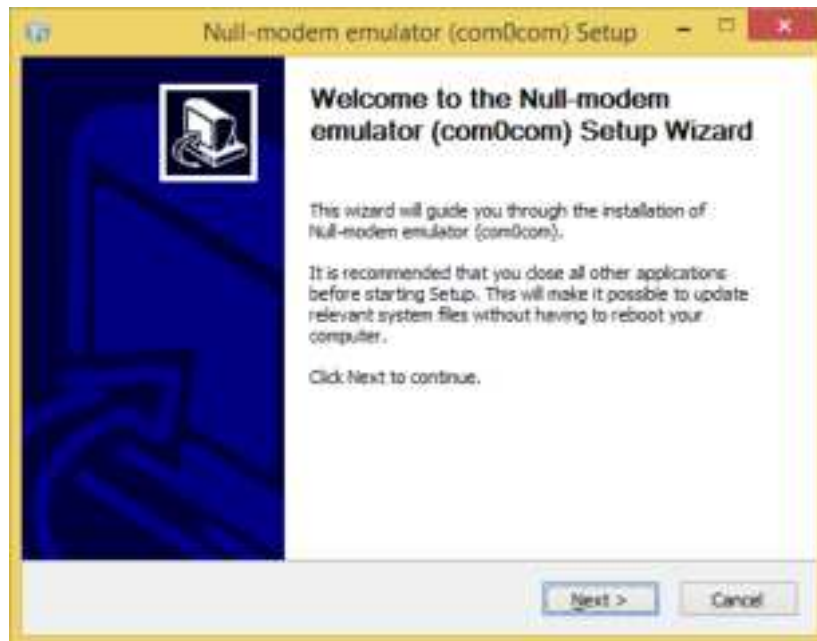 Null-modem emulator (com0com) Setup
Welcome to the Null-modem
emulator (com0com) Setup Wizard
This wizard will guide you through the installation of
Null-modem emulator (com0com).
It is recommended that you close all other applications
before starting Setup. This will make it possible to update
relevant system files without having to reboot your
computer.
Click Next to continue.
Next >
Cancel